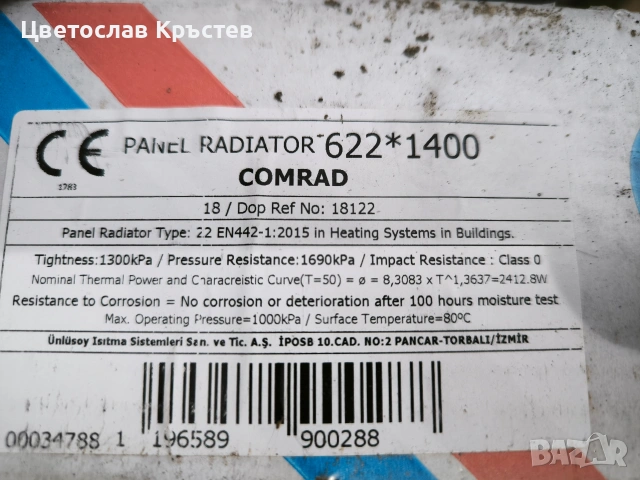 Цветослав Кръстев
CE PANEL RADIATOR 622*1400
1783
COMRAD
18 / Dop Ref No: 18122
Panel Radiator Type: 22 EN442-1:2015 in Heating Systems in Buildings.
Tightness:1300kPa / Pressure Resistance:1690kPa / Impact Resistance : Class 0
Nominal Thermal Power and Characreistic Curve(T=50) = ø = 8,3083 x T^1,3637=2412.8W
Resistance to Corrosion = No corrosion or deterioration after 100 hours moisture test
Max. Operating Pressure=1000kPa / Surface Temperature=80ºC
Ünlüsoy Isıtma Sistemleri San. ve Tic. A.Ş. İPOSB 10.CAD. NO:2 PANCAR-TORBALI/İZMİR
00034788 1 196589 900288
BAZAR